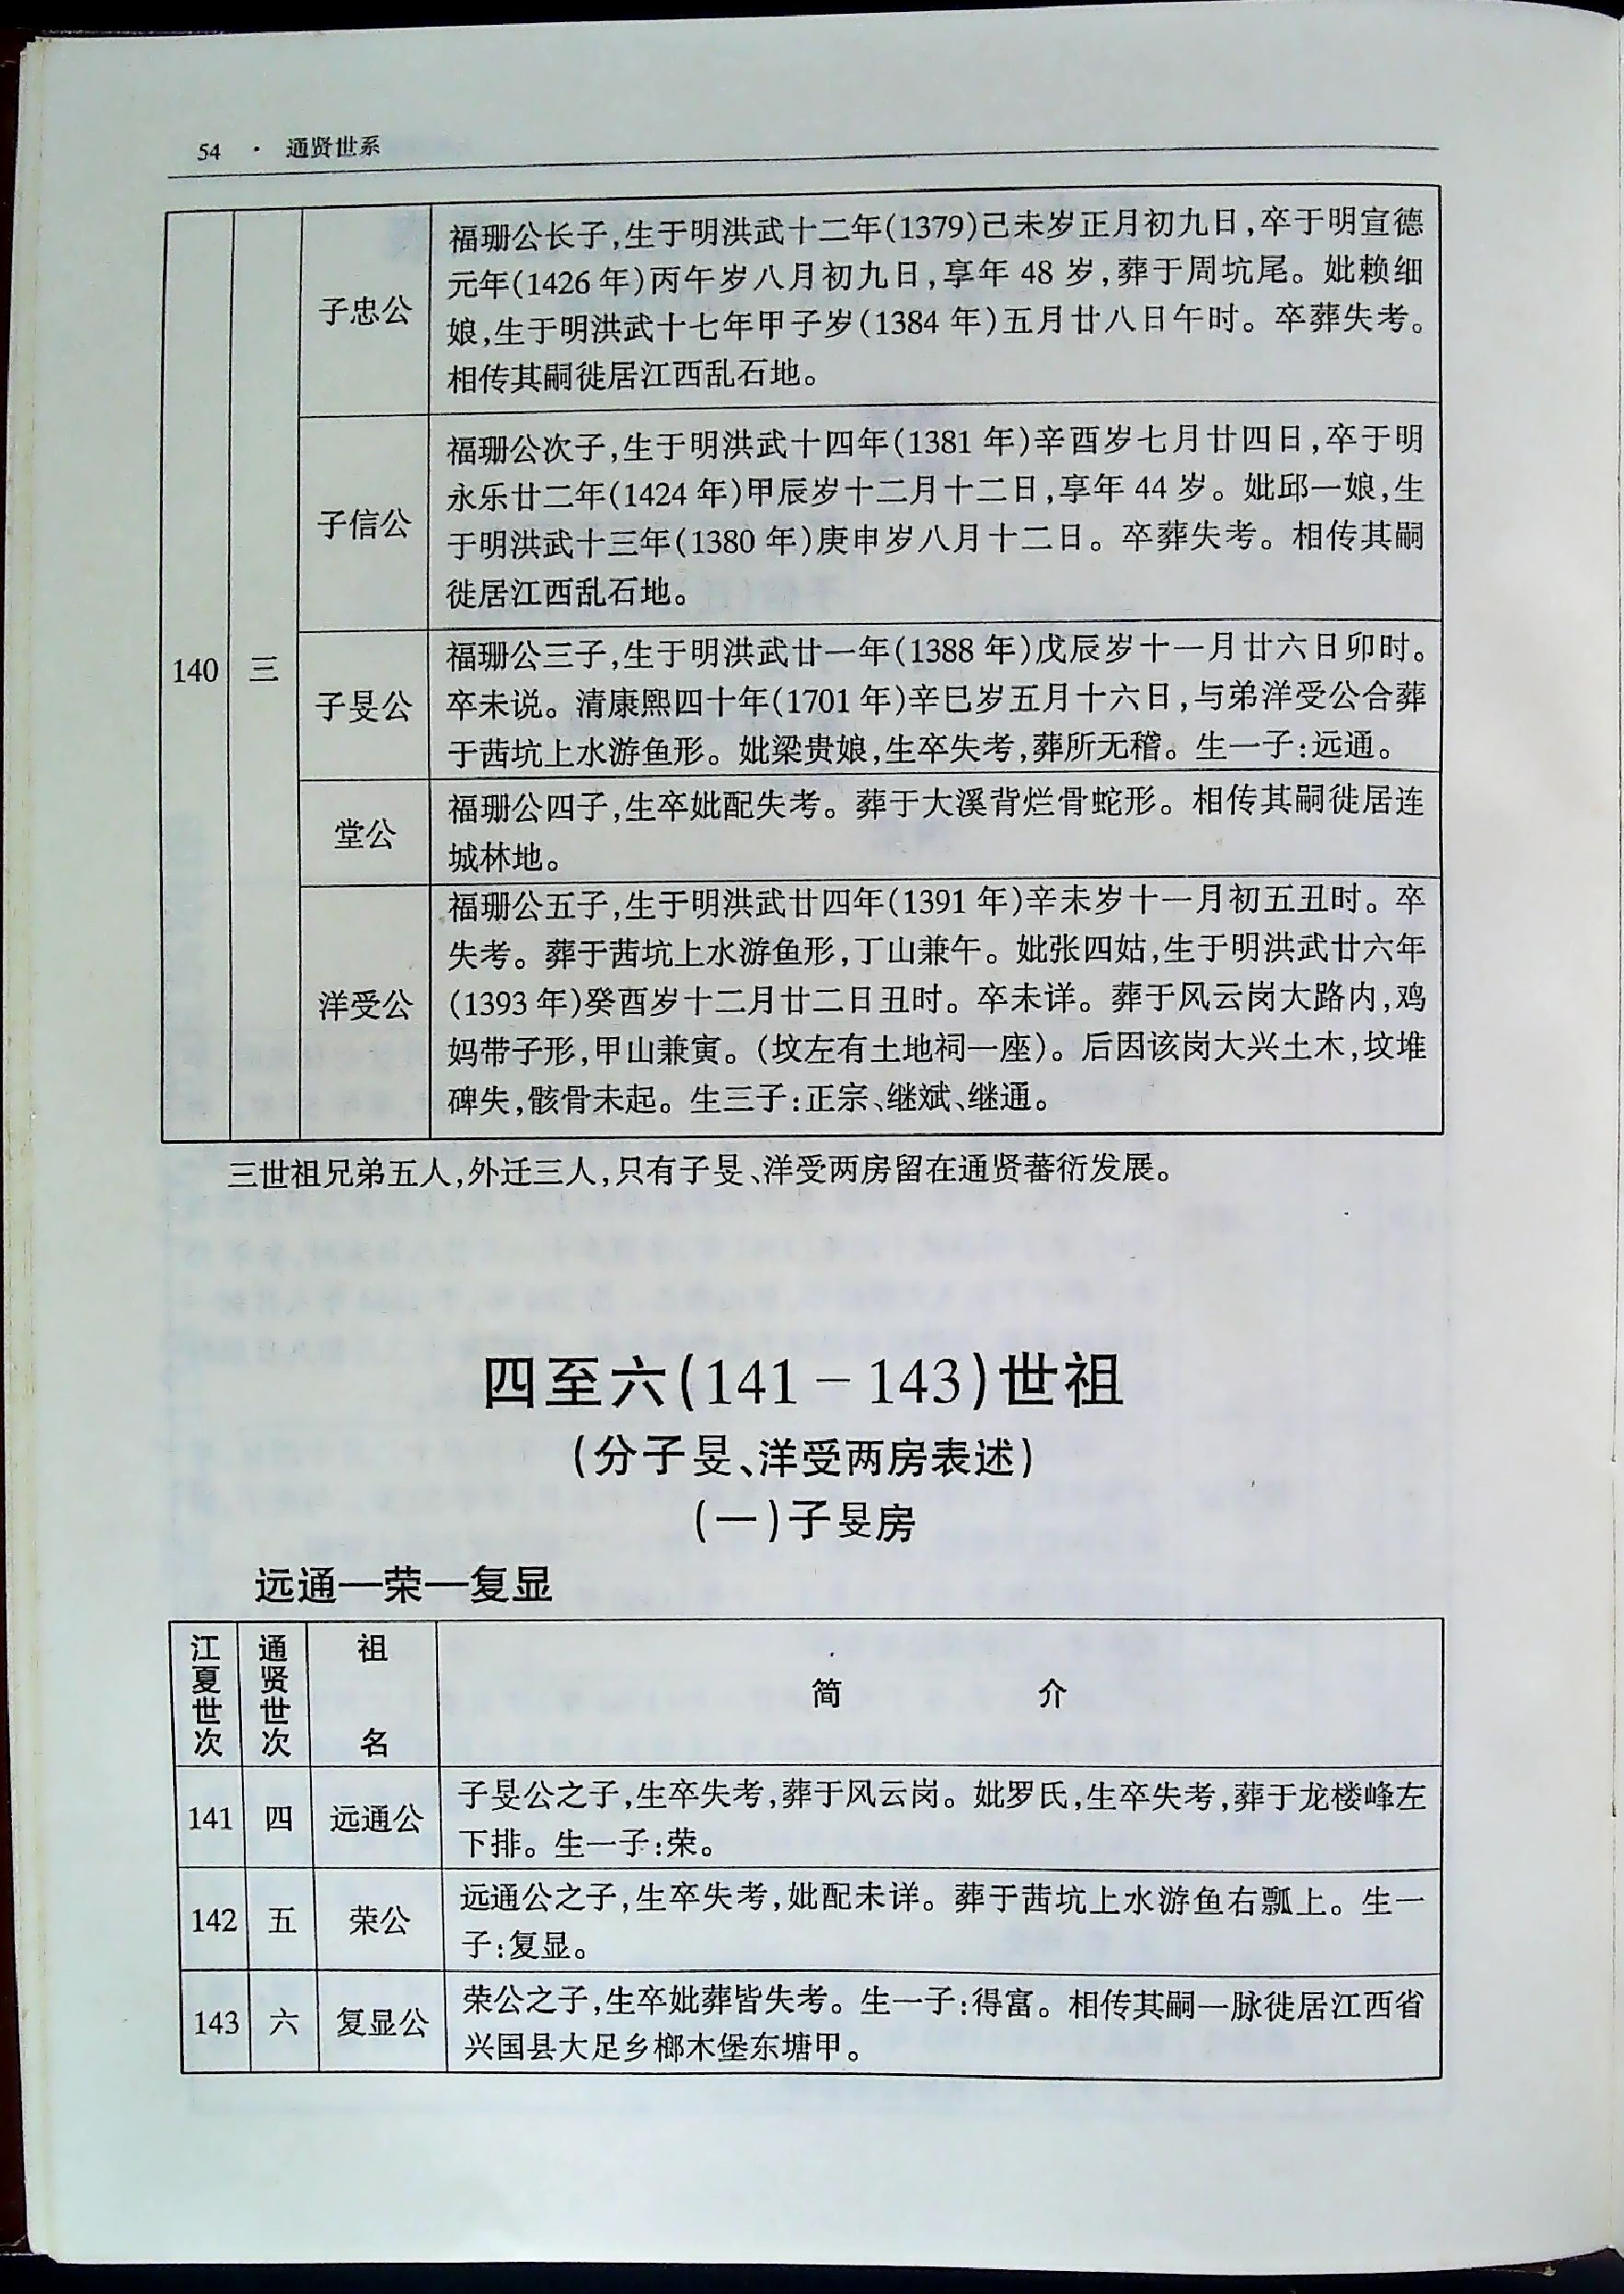 54 · 通贤世系
140
三
子忠公
福珊公长子,生于明洪武十二年(1379)己未岁正月初九日,卒于明宣德
元年(1426年)丙午岁八月初九日,享年48岁,葬于周坑尾。妣赖细
娘,生于明洪武十七年甲子岁(1384年)五月廿八日午时。卒葬失考。
相传其嗣徙居江西乱石地。
子信公
福珊公次子,生于明洪武十四年(1381年)辛酉岁七月廿四日,卒于明
永乐廿二年(1424年)甲辰岁十二月十二日,享年44岁。妣邱一娘,生
于明洪武十三年(1380年)庚申岁八月十二日。卒葬失考。相传其嗣
徙居江西乱石地。
子旻公
福珊公三子,生于明洪武廿一年(1388年)戊辰岁十一月廿六日卯时。
卒未说。清康熙四十年(1701年)辛巳岁五月十六日,与弟洋受公合葬
于茜坑上水游鱼形。妣梁贵娘,生卒失考,葬所无稽。生一子:远通。
堂公
福珊公四子,生卒妣配失考。葬于大溪背烂骨蛇形。相传其嗣徙居连
城林地。
洋受公
福珊公五子,生于明洪武廿四年(1391年)辛未岁十一月初五丑时。卒
失考。葬于茜坑上水游鱼形,丁山兼午。妣张四姑,生于明洪武廿六年
(1393年)癸酉岁十二月廿二日丑时。卒未详。葬于风云岗大路内,鸡
妈带子形,甲山兼寅。(坟左有土地祠一座)。后因该岗大兴土木,坟堆
碑失,骸骨未起。生三子:正宗、继斌、继通。
三世祖兄弟五人,外迁三人,只有子旻、洋受两房留在通贤蕃衍发展。
四至六(141-143)世祖
(分子旻、洋受两房表述)
(一)子旻房
远通—荣—复显
江夏世次
通贤世次
祖名
简介
141
四
远通公
子旻公之子,生卒失考,葬于风云岗。妣罗氏,生卒失考,葬于龙楼峰左
下排。生一子:荣。
142
五
荣公
远通公之子,生卒失考,妣配未详。葬于茜坑上水游鱼右瓢上。生一
子:复显。
143
六
复显公
荣公之子,生卒妣葬皆失考。生一子:得富。相传其嗣一脉徙居江西省
兴国县大足乡榔木堡东塘甲。